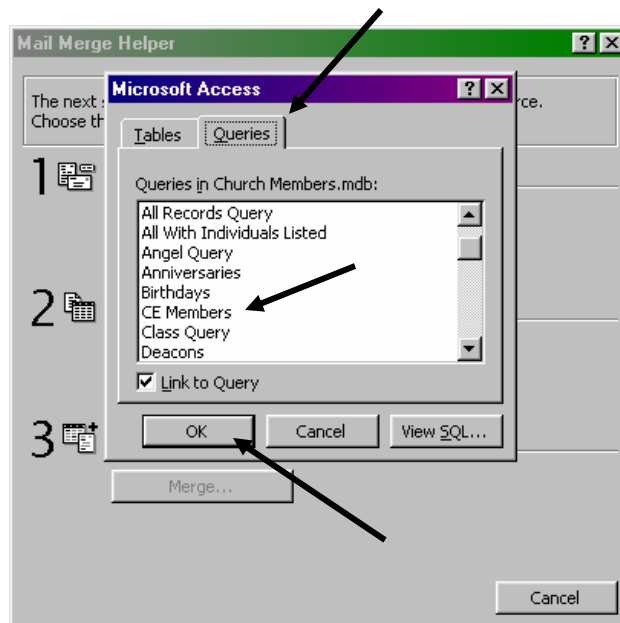 Mail Merge Helper
Microsoft Access
The next
rce.
Choose th
Tables Queries
1
Queries in Church Members.mdb:
All Records Query
All With Individuals Listed
Angel Query
Anniversaries
Birthdays
CE Members
Class Query
Deacons
2
Link to Query
3
OK Cancel View SQL...
Merge...
Cancel